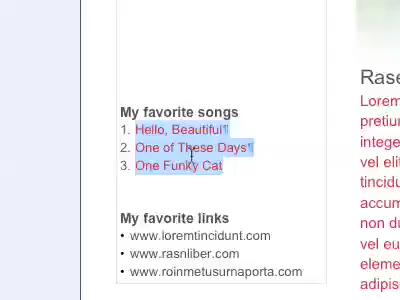 My favorite songs
1. Hello, Beautiful¶
2. One of These Days¶
3. One Funky Cat
My favorite links
• www.loremtincidunt.com
• www.rasnliber.com
• www.roinmetusurnaporta.com
Rase
Lorem
pretiu
intege
vel eli
tincidu
accum
non du
vel eu
eleme
adipis